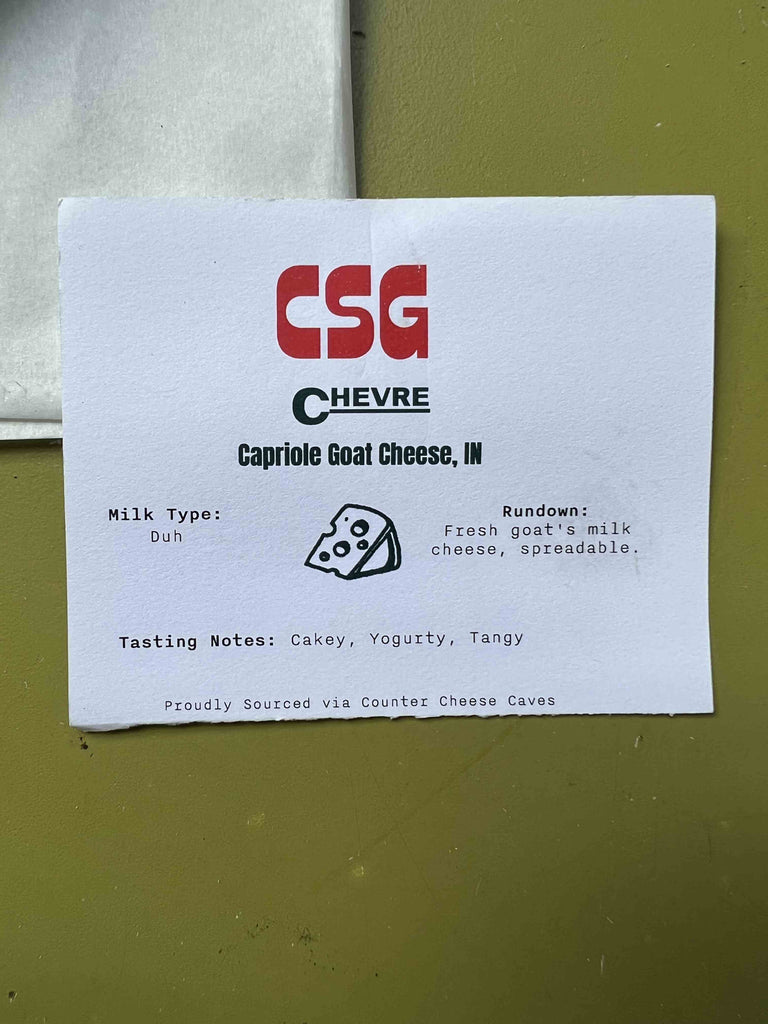 CSG
CHEVRE
Capriole Goat Cheese, IN
Milk Type:
Duh
Rundown:
Fresh goat's milk
cheese, spreadable.
Tasting Notes: Cakey, Yogurty, Tangy
Proudly Sourced via Counter Cheese Caves